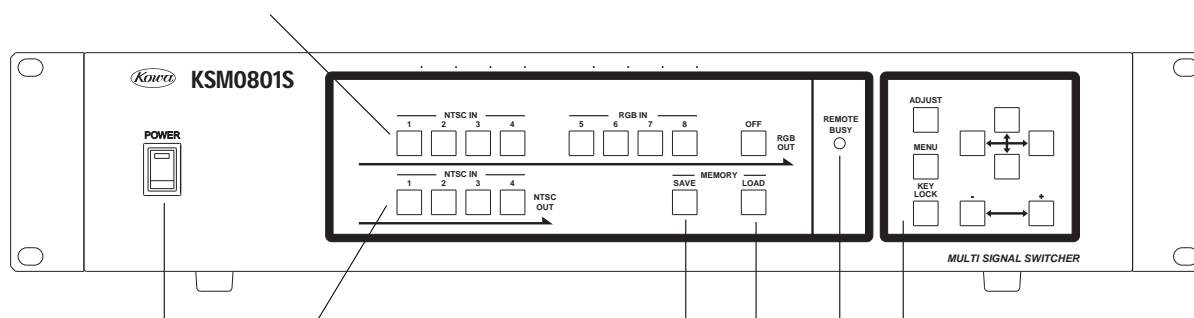 Kowa KSM0801S
POWER
NTSC IN
1 2 3 4
RGB IN
5 6 7 8
OFF
RGB
OUT
NTSC IN
1 2 3 4
NTSC
OUT
MEMORY
SAVE LOAD
REMOTE
BUSY
ADJUST
MENU
KEY
LOCK
- +
MULTI SIGNAL SWITCHER